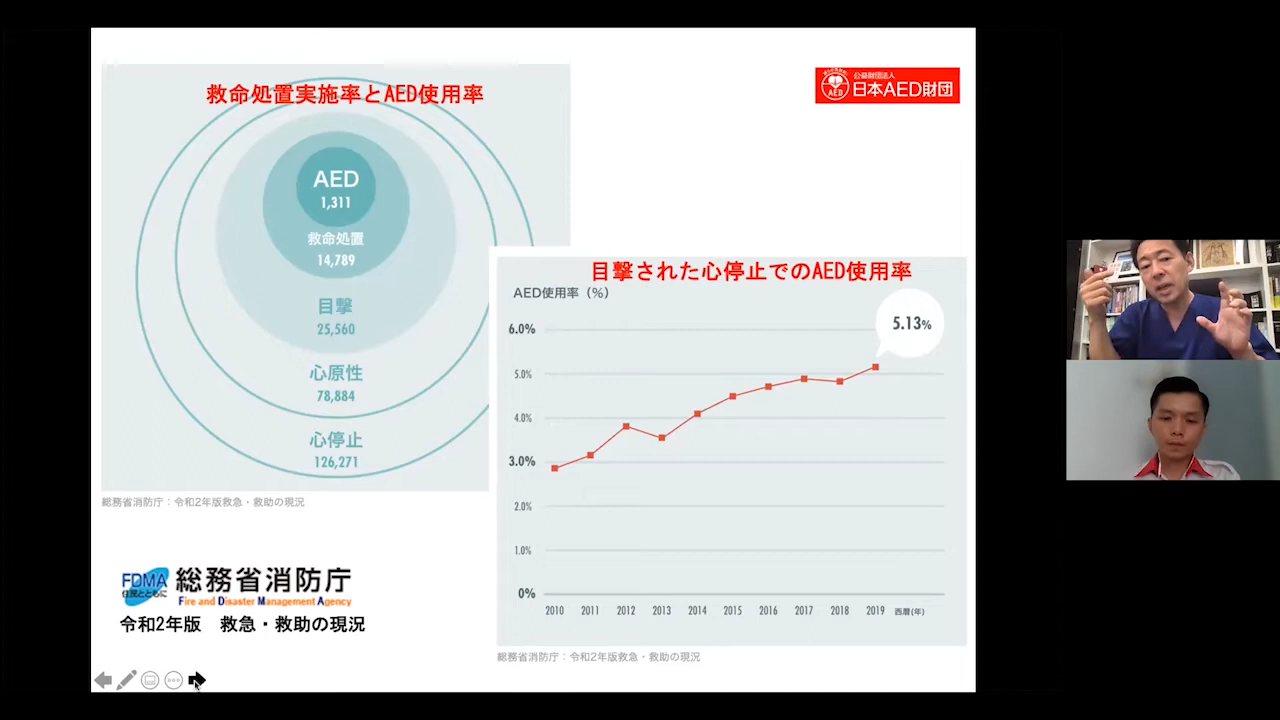 救命処置実施率とAED使用率
AED
1,311
救命処置
14,789
目撃
25,560
心原性
78,884
心停止
126,271
総務省消防庁:令和2年版救急・救助の現況
FDMA
住民とともに
総務省消防庁
Fire and Disaster Management Agency
令和2年版 救急・救助の現況
公益財団法人
日本AED財団
AED
目撃された心停止でのAED使用率
AED使用率(%)
5.13%
6.0%
5.0%
4.0%
3.0%
2.0%
1.0%
0%
2010 2011 2012 2013 2014 2015 2016 2017 2018 2019 西暦(年)
総務省消防庁:令和2年版救急・救助の現況